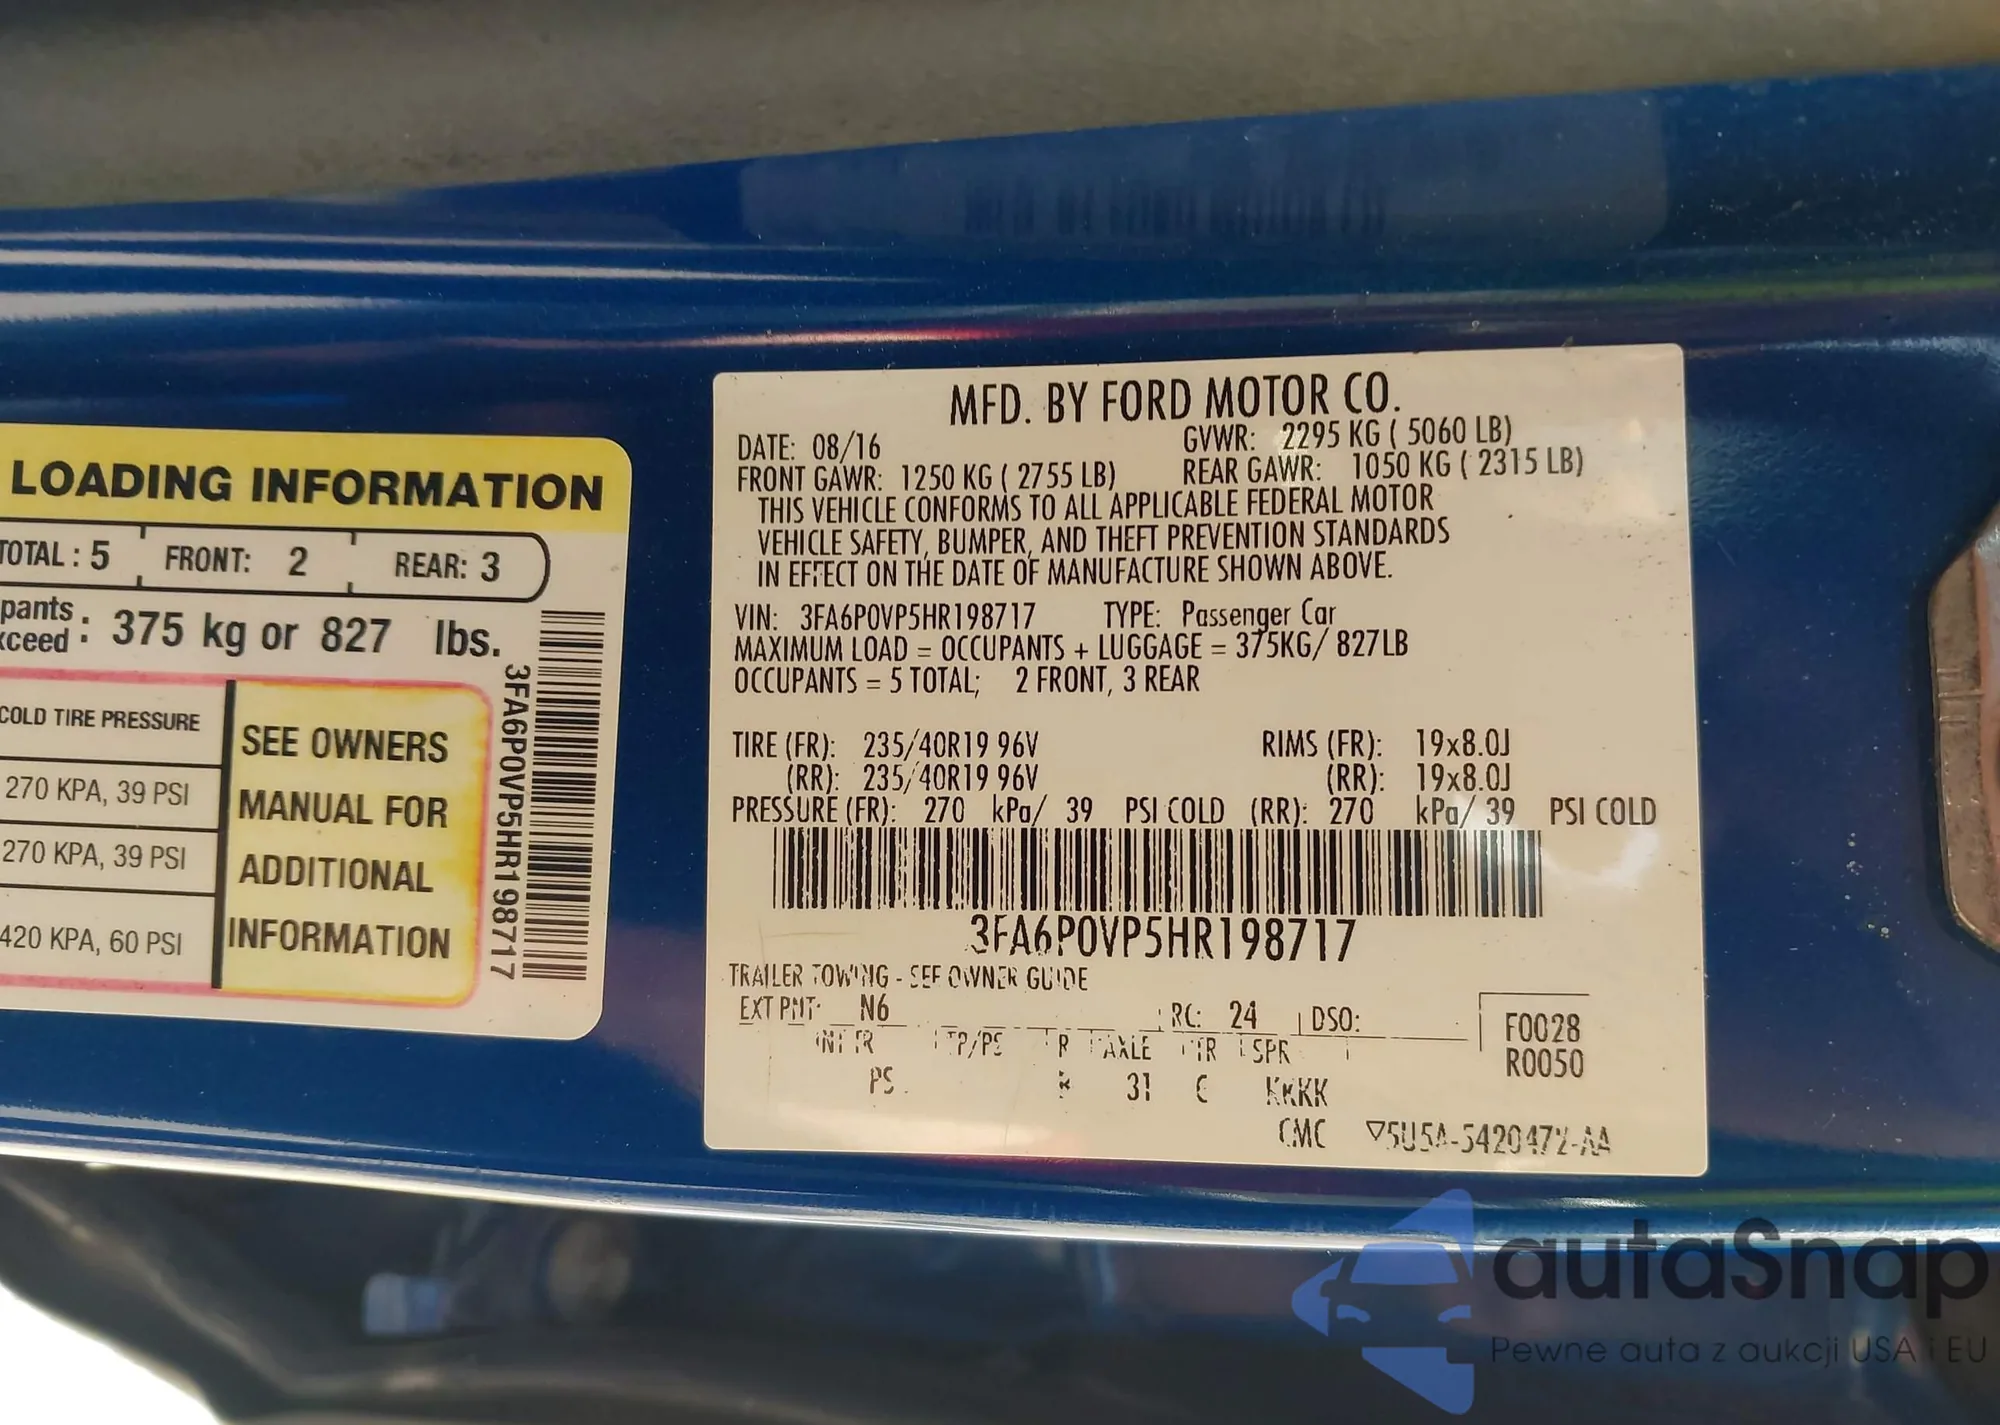 LOADING INFORMATION
TOTAL : 5 FRONT: 2 REAR: 3
375 kg or 827 lbs.
COLD TIRE PRESSURE
270 KPA, 39 PSI
270 KPA, 39 PSI
420 KPA, 60 PSI
SEE OWNERS
MANUAL FOR
ADDITIONAL
INFORMATION
3FA6P0VP5HR198717
MFD. BY FORD MOTOR CO.
DATE: 08/16 GVWR: 2295 KG ( 5060 LB)
FRONT GAWR: 1250 KG ( 2755 LB) REAR GAWR: 1050 KG ( 2315 LB)
THIS VEHICLE CONFORMS TO ALL APPLICABLE FEDERAL MOTOR
VEHICLE SAFETY, BUMPER, AND THEFT PREVENTION STANDARDS
IN EFFECT ON THE DATE OF MANUFACTURE SHOWN ABOVE.
VIN: 3FA6P0VP5HR198717 TYPE: Passenger Car
MAXIMUM LOAD = OCCUPANTS + LUGGAGE = 375KG/ 827LB
OCCUPANTS = 5 TOTAL; 2 FRONT, 3 REAR
TIRE (FR): 235/40R19 96V RIMS (FR): 19x8.0J
(RR): 235/40R19 96V (RR): 19x8.0J
PRESSURE (FR): 270 kPa/ 39 PSI COLD (RR): 270 kPa/ 39 PSI COLD
3FA6P0VP5HR198717
TRAILER TOWING - SEE OWNER GUIDE
EXT PNT: N6 RC: 24 DSO:
F0028
R0050
INT TR TP/PS R AXLE TR SPR
PS 31 KKKK
CMC
autaSnap
Pewne auta z aukcji USA i EU